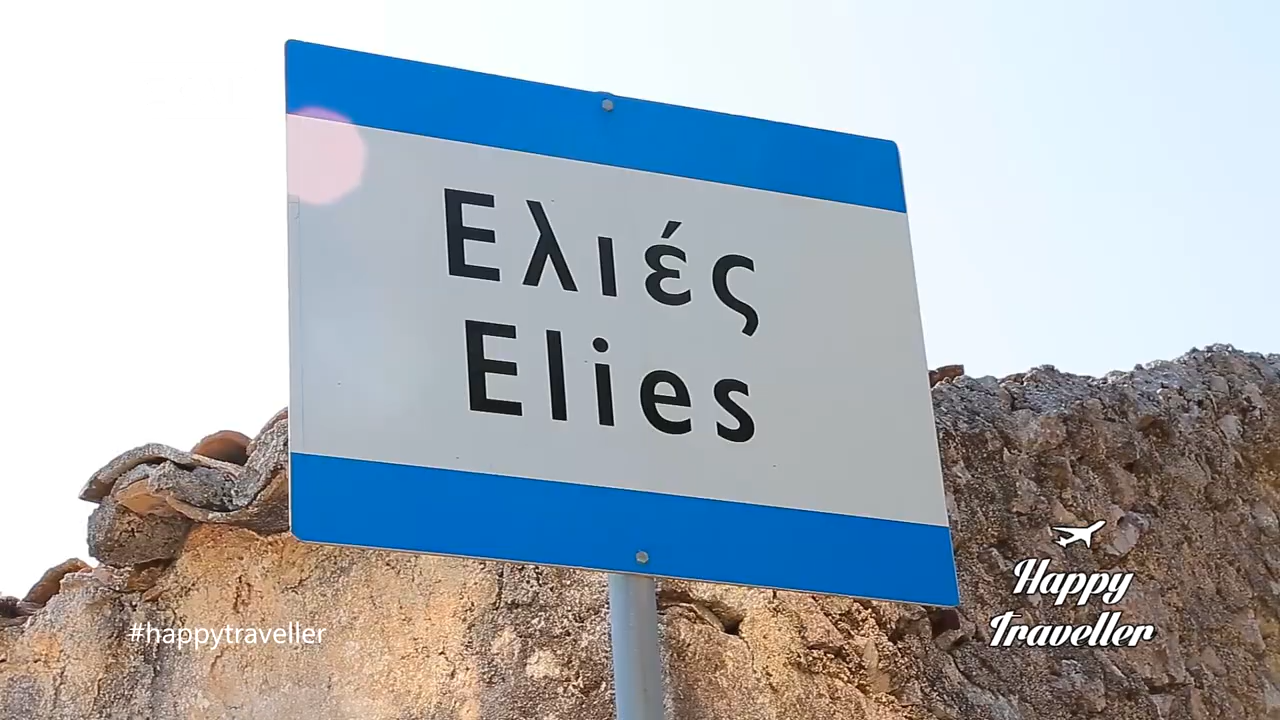 Ελιές
Elies
#happytraveller
Happy
Traveller